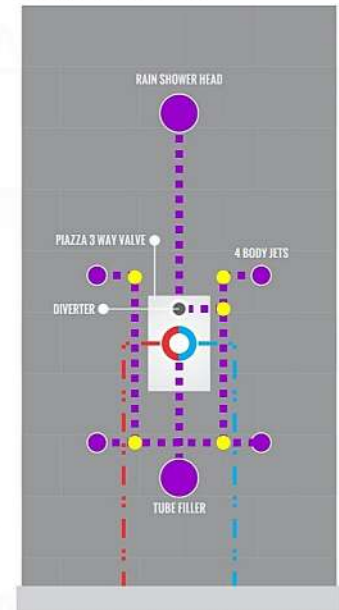 RAIN SHOWER HEAD
PIAZZA 3 WAY VALVE
4 BODY JETS
DIVERTER
TUBE FILLER